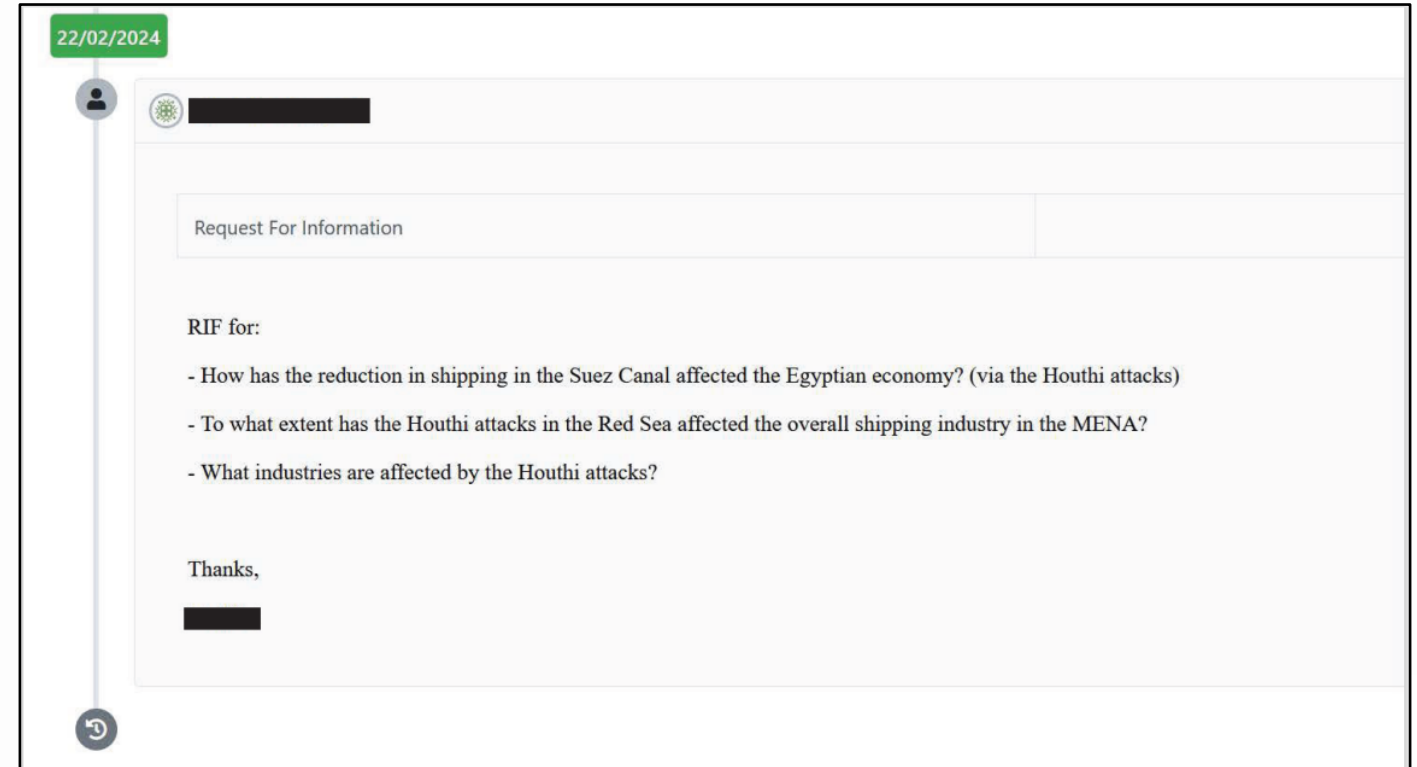 22/02/2024
Request For Information
RIF for:
- How has the reduction in shipping in the Suez Canal affected the Egyptian economy? (via the Houthi attacks)
- To what extent has the Houthi attacks in the Red Sea affected the overall shipping industry in the MENA?
- What industries are affected by the Houthi attacks?
Thanks,